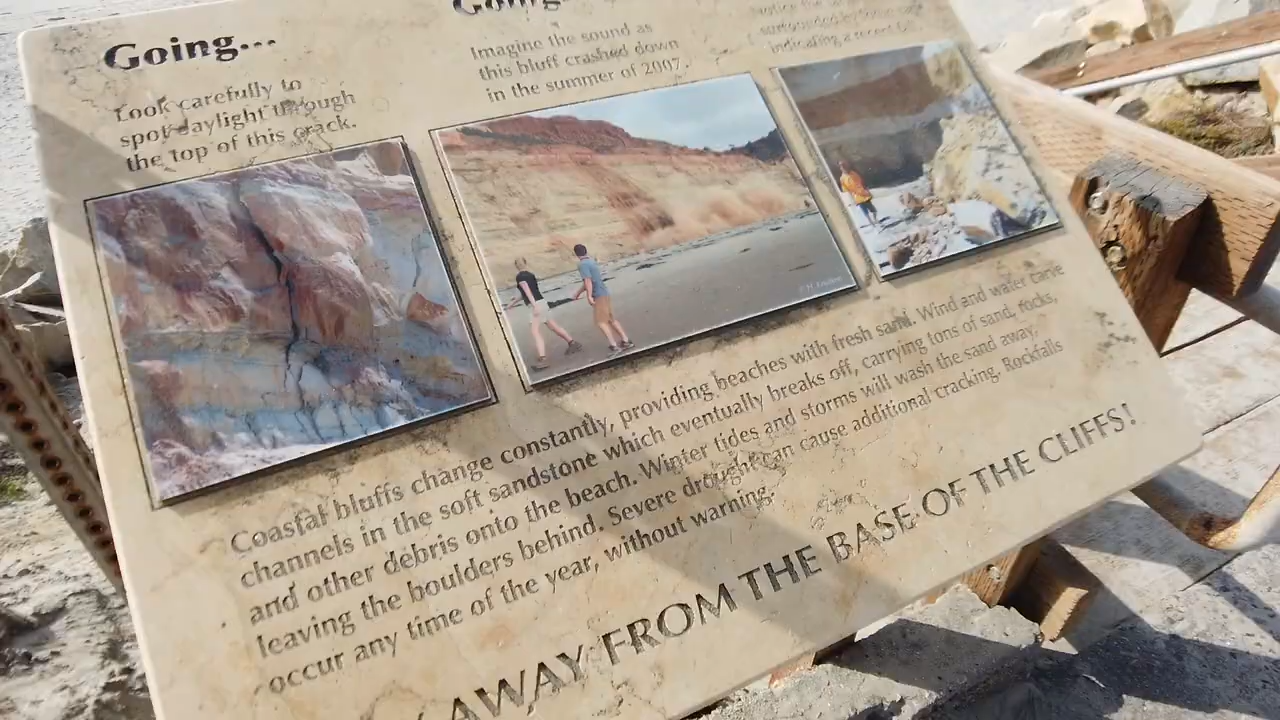 Going...
Look carefully to
spot daylight through
the top of this crack.
Going...
Imagine the sound as
this bluff crashed down
in the summer of 2007.
indicating a recent
Coastal bluffs change constantly, providing beaches with fresh sand. Wind and water carve
channels in the soft sandstone which eventually breaks off, carrying tons of sand, rocks,
and other debris onto the beach. Winter tides and storms will wash the sand away,
leaving the boulders behind. Severe drought can cause additional cracking. Rockfalls
occur any time of the year, without warning.
AWAY FROM THE BASE OF THE CLIFFS!